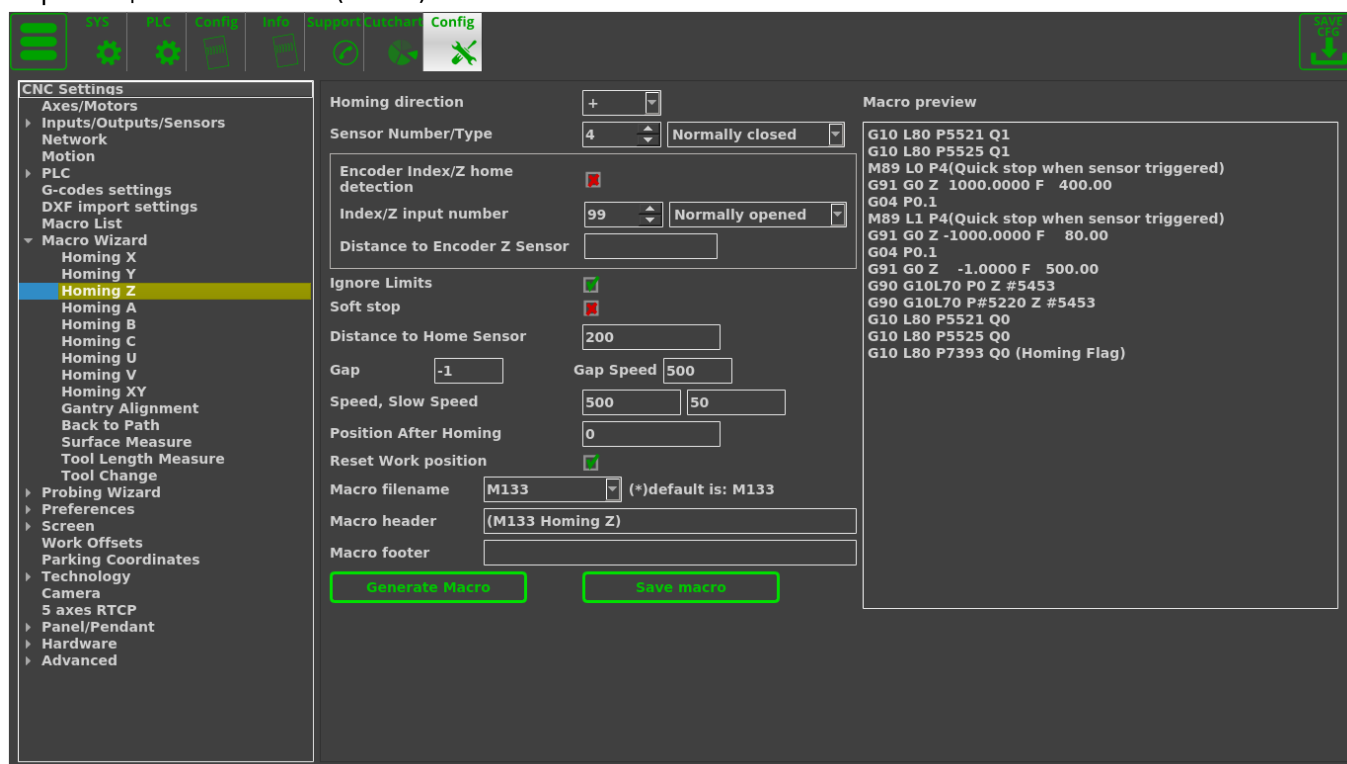 SYS PLC Config Info Support Cutchart Config
SAVE CFG
CNC Settings
Axes/Motors
Inputs/Outputs/Sensors
Network
Motion
PLC
G-codes settings
DXF import settings
Macro List
Macro Wizard
Homing X
Homing Y
Homing Z
Homing A
Homing B
Homing C
Homing U
Homing V
Homing XY
Gantry Alignment
Back to Path
Surface Measure
Tool Length Measure
Tool Change
Probing Wizard
Preferences
Screen
Work Offsets
Parking Coordinates
Technology
Camera
5 axes RTCP
Panel/Pendant
Hardware
Advanced
Homing direction +
Sensor Number/Type 4 Normally closed
Encoder Index/Z home
detection
Index/Z input number 99 Normally opened
Distance to Encoder Z Sensor
Ignore Limits
Soft stop
Distance to Home Sensor 200
Gap -1 Gap Speed 500
Speed, Slow Speed 500 50
Position After Homing 0
Reset Work position
Macro filename M133 (*)default is: M133
Macro header (M133 Homing Z)
Macro footer
Generate Macro Save macro
Macro preview
G10 L80 P5521 Q1
G10 L80 P5525 Q1
M89 L0 P4(Quick stop when sensor triggered)
G91 G0 Z 1000.0000 F 400.00
G04 P0.1
M89 L1 P4(Quick stop when sensor triggered)
G91 G0 Z -1000.0000 F 80.00
G04 P0.1
G91 G0 Z -1.0000 F 500.00
G90 G10L70 P0 Z #5453
G90 G10L70 P#5220 Z #5453
G10 L80 P5521 Q0
G10 L80 P5525 Q0
G10 L80 P7393 Q0 (Homing Flag)